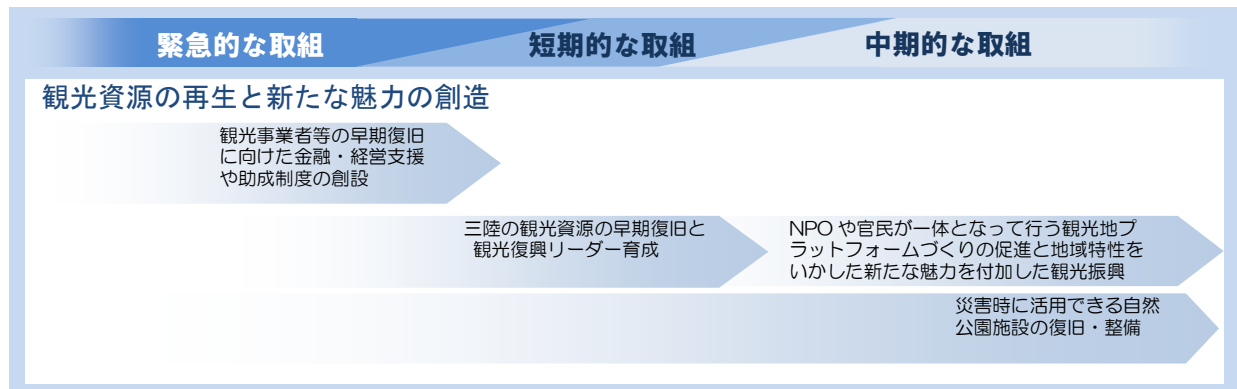 緊急的な取組
短期的な取組
中期的な取組
観光資源の再生と新たな魅力の創造
観光事業者等の早期復旧
に向けた金融・経営支援
や助成制度の創設
三陸の観光資源の早期復旧と
観光復興リーダー育成
NPO や官民が一体となって行う観光地プ
ラットフォームづくりの促進と地域特性を
いかした新たな魅力を付加した観光振興
災害時に活用できる自然
公園施設の復旧・整備